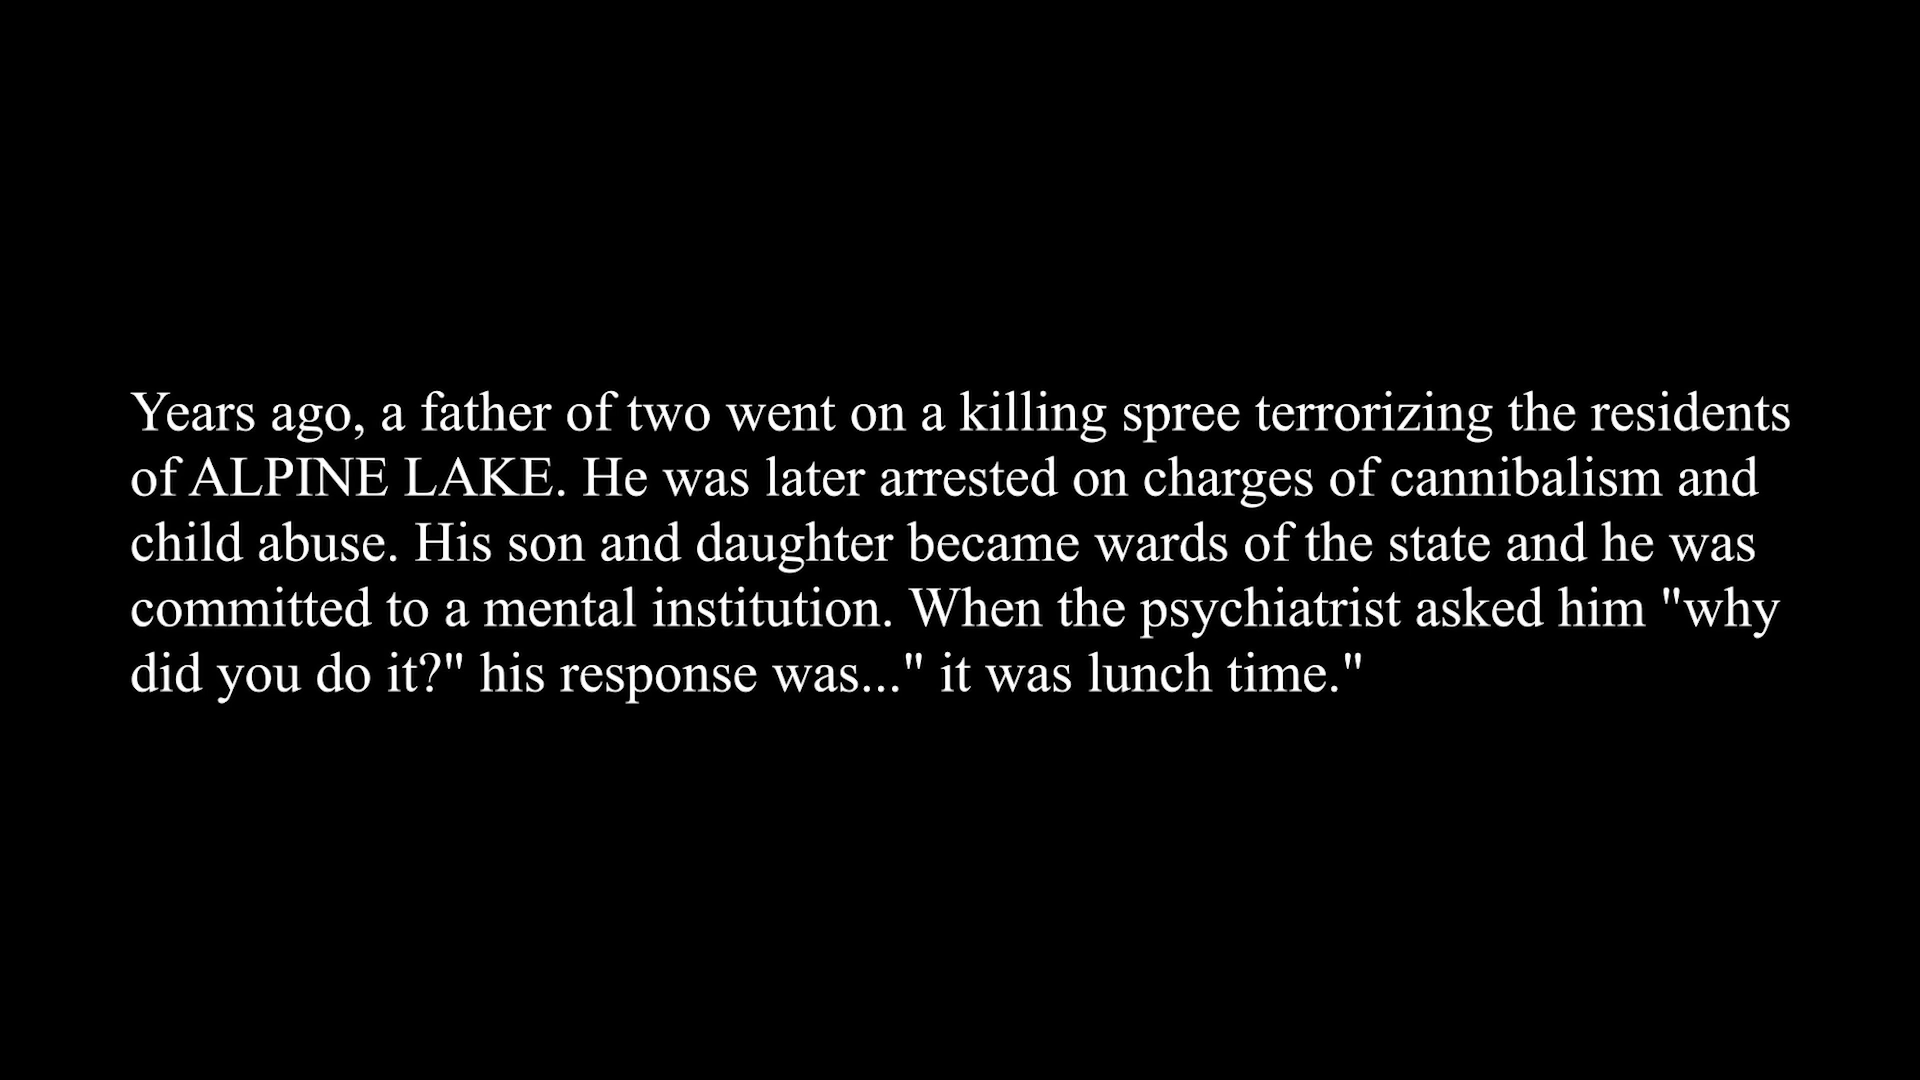 Years ago, a father of two went on a killing spree terrorizing the residents
of ALPINE LAKE. He was later arrested on charges of cannibalism and
child abuse. His son and daughter became wards of the state and he was
committed to a mental institution. When the psychiatrist asked him "why
did you do it?" his response was..." it was lunch time."